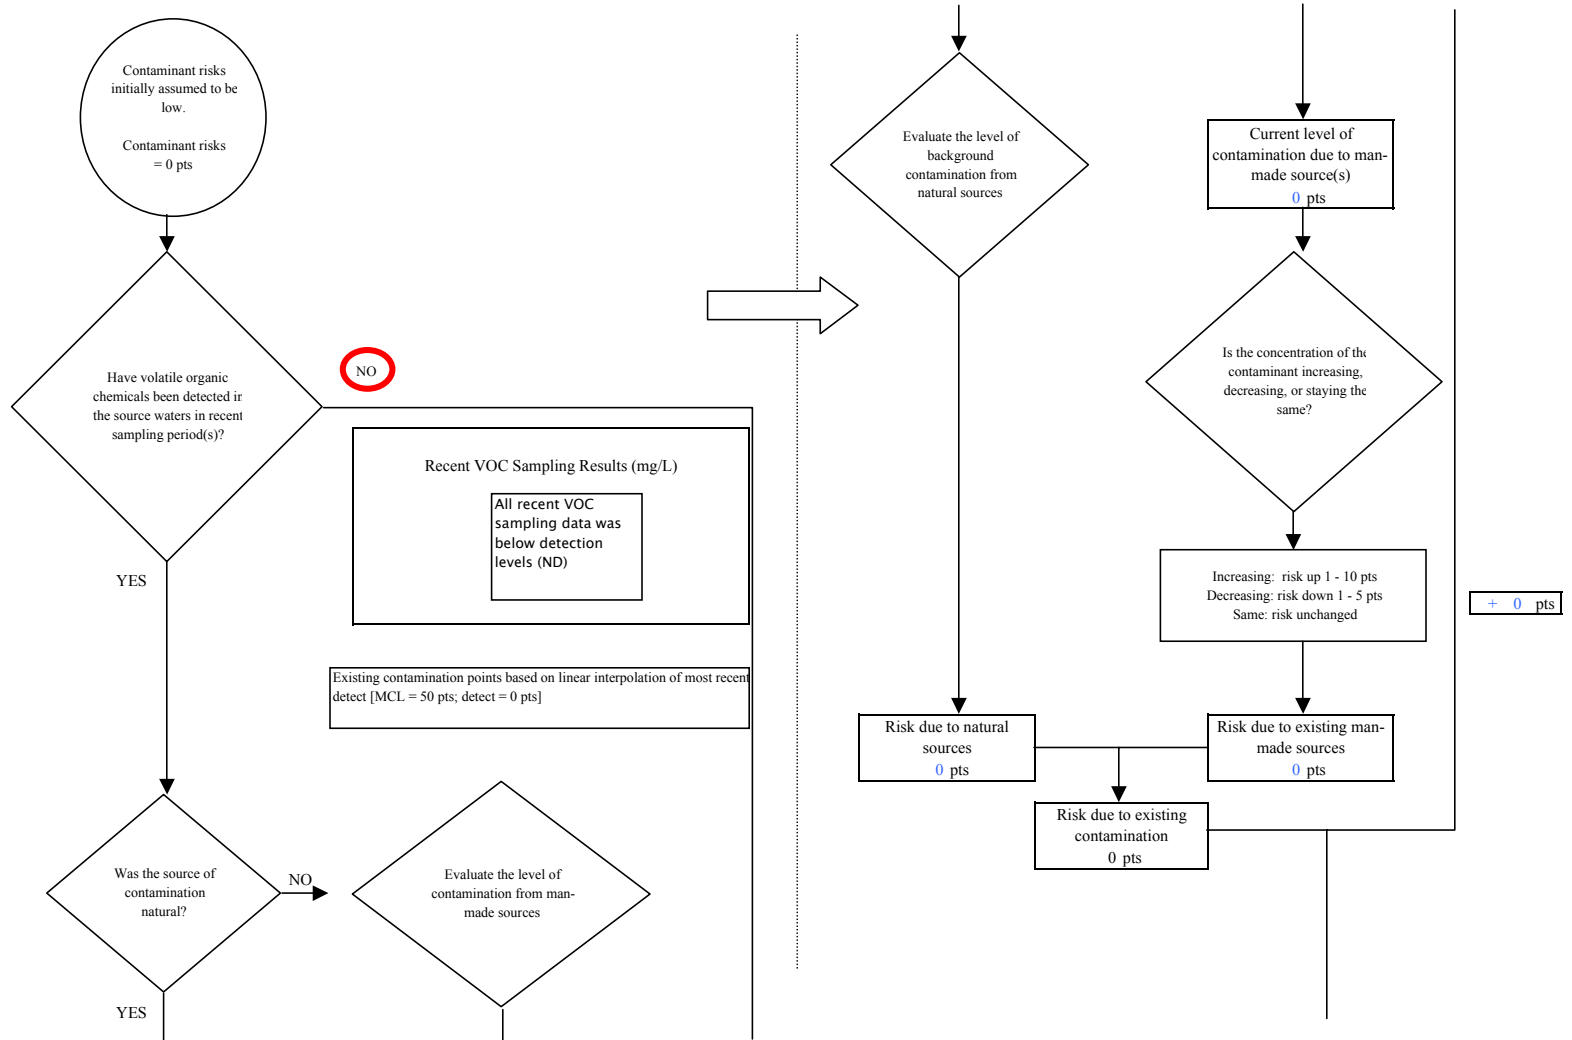 Contaminant risks
initially assumed to be
low.
Contaminant risks
= 0 pts
Have volatile organic
chemicals been detected in
the source waters in recent
sampling period(s)?
NO
YES
Recent VOC Sampling Results (mg/L)
All recent VOC
sampling data was
below detection
levels (ND)
Existing contamination points based on linear interpolation of most recent
detect [MCL = 50 pts; detect = 0 pts]
Was the source of
contamination
natural?
NO
YES
Evaluate the level of
contamination from man-
made sources
Evaluate the level of
background
contamination from
natural sources
Current level of
contamination due to man-
made source(s)
0 pts
Is the concentration of the
contaminant increasing,
decreasing, or staying the
same?
Increasing: risk up 1 - 10 pts
Decreasing: risk down 1 - 5 pts
Same: risk unchanged
+ 0 pts
Risk due to natural
sources
0 pts
Risk due to existing man-
made sources
0 pts
Risk due to existing
contamination
0 pts